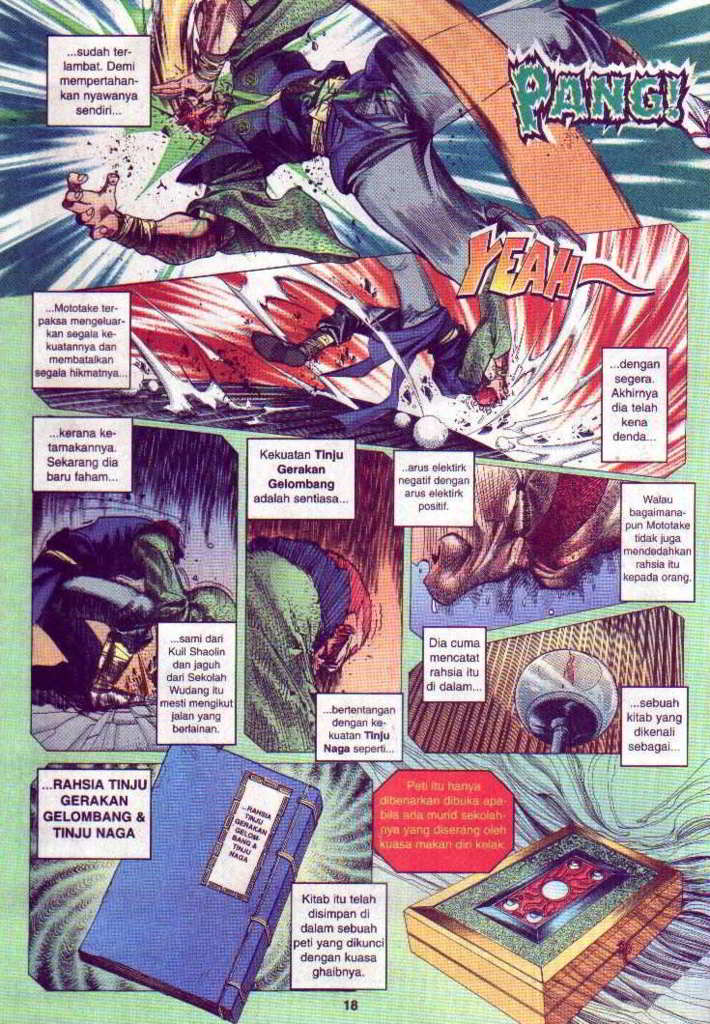 ...sudah ter-
lambat. Demi
mempertahan-
kan nyawanya
sendiri...
PANG!
YEAH
...Mototake ter-
paksa mengeluar-
kan segala ke-
kuatannya dan
membatalkan
segala hikmatnya...
...dengan
segera.
Akhirnya
dia telah
kena
denda...
...kerana ke-
tamakannya.
Sekarang dia
baru faham...
...sami dari
Kuil Shaolin
dan jaguh
dari Sekolah
Wudang itu
mesti mengikut
jalan yang
berlainan.
Kekuatan Tinju
Gerakan
Gelombang
adalah sentiasa...
...bertentangan
dengan ke-
kuatan Tinju
Naga seperti...
..arus elektirk
negatif dengan
arus elektirk
positif.
Walau
bagaimana-
pun Mototake
tidak juga
mendedahkan
rahsia itu
kepada orang.
Dia cuma
mencatat
rahsia itu
di dalam...
...sebuah
kitab yang
dikenali
sebagai...
...RAHSIA TINJU
GERAKAN
GELOMBANG &
TINJU NAGA
...RAHSIA
TINJU
GERAKAN
GELOM-
BANG &
TINJU
NAGA
Kitab itu telah
disimpan di
dalam sebuah
peti yang dikunci
dengan kuasa
ghaibnya.
Peti itu hanya
dibenarkan dibuka apa-
bila ada murid sekolah-
nya yang diserang oleh
kuasa makan diri kelak.
18